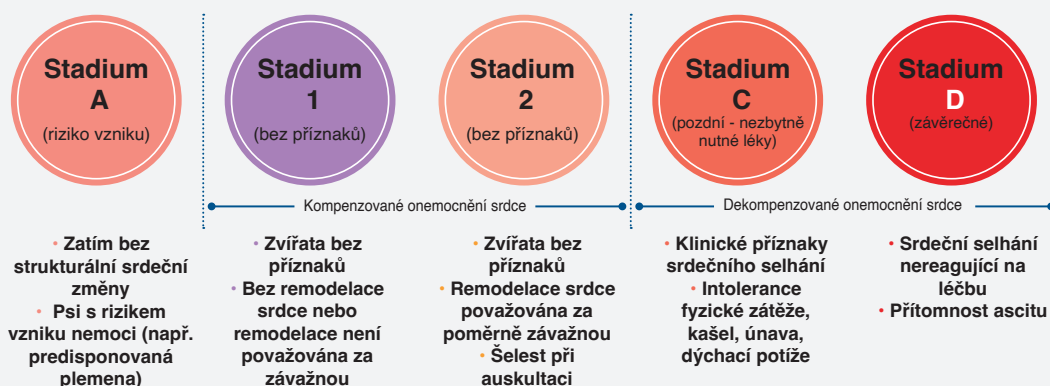 Stadium
A
(riziko vzniku)
Stadium
1
(bez příznaků)
Stadium
2
(bez příznaků)
Stadium
C
(pozdní - nezbytně
nutné léky)
Stadium
D
(závěrečné)
Kompenzované onemocnění srdce
Dekompenzované onemocnění srdce
• Zatím bez
strukturální srdeční
změny
• Psi s rizikem
vzniku nemoci (např.
predisponovaná
plemena)
• Zvířata bez
příznaků
• Bez remodelace
srdce nebo
remodelace není
považována za
závažnou
• Zvířata bez
příznaků
• Remodelace srdce
považována za
poměrně závažnou
• Šelest při
auskultaci
• Klinické příznaky
srdečního selhání
• Intolerance
fyzické zátěže,
kašel, únava,
dýchací potíže
• Srdeční selhání
nereagující na
léčbu
• Přítomnost ascitu